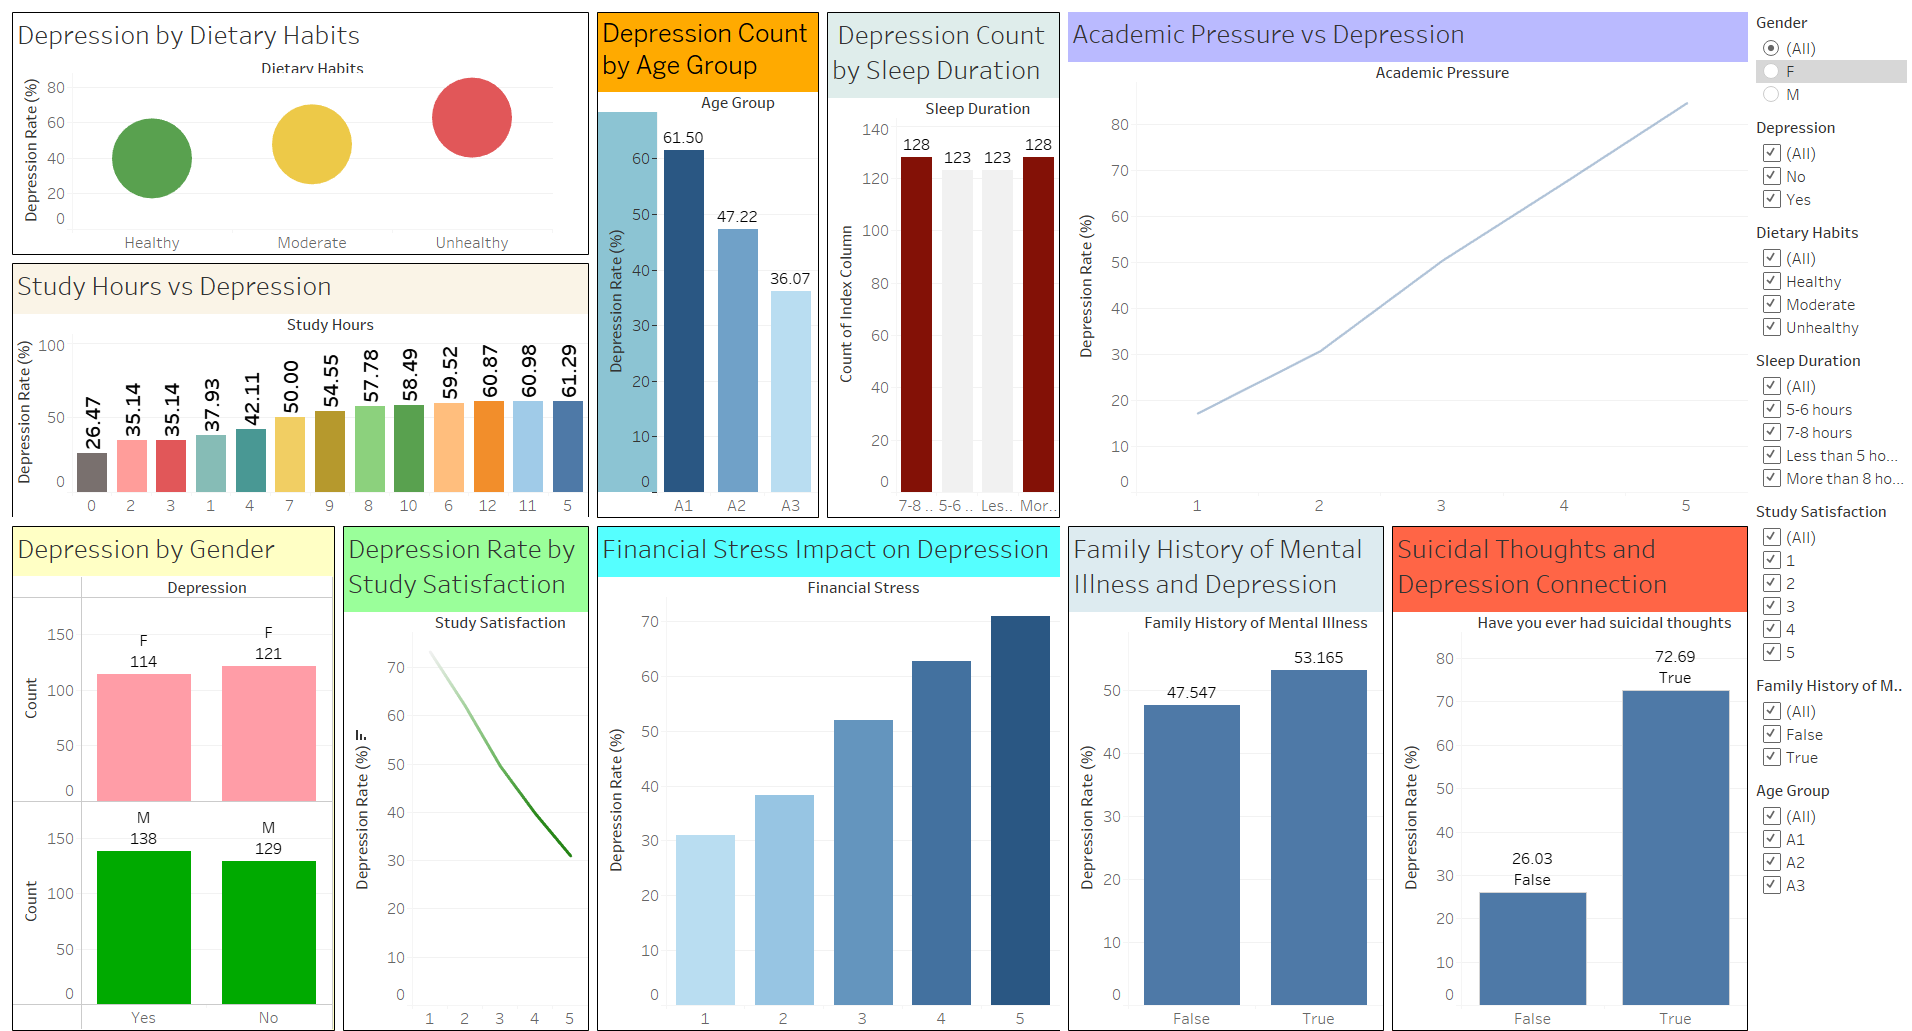 Depression by Dietary Habits
Dietary Habits
Depression Rate (%)
80
60
40
20
0
Healthy
Moderate
Unhealthy
Study Hours vs Depression
Study Hours
Depression Rate (%)
100
50
0
26.47
35.14
35.14
37.93
42.11
50.00
54.55
57.78
58.49
59.52
60.87
60.98
61.29
0
2
3
1
4
7
9
8
10
6
12
11
5
Depression Count
by Age Group
Age Group
Depression Rate (%)
60
50
40
30
20
10
0
61.50
47.22
36.07
A1
A2
A3
Depression Count
by Sleep Duration
Sleep Duration
Count of Index Column
140
120
100
80
60
40
20
0
128
123
123
128
7-8 ..
5-6 ..
Les..
Mor..
Academic Pressure vs Depression
Academic Pressure
Depression Rate (%)
80
70
60
50
40
30
20
10
0
1
2
3
4
5
Depression by Gender
Depression
Count
150
100
50
0
F
114
F
121
Count
150
100
50
0
M
138
M
129
Yes
No
Depression Rate by
Study Satisfaction
Study Satisfaction
Depression Rate (%)
70
60
50
40
30
20
10
0
1
2
3
4
5
Financial Stress Impact on Depression
Financial Stress
Depression Rate (%)
70
60
50
40
30
20
10
0
1
2
3
4
5
Family History of Mental
Illness and Depression
Family History of Mental Illness
Depression Rate (%)
50
40
30
20
10
0
47.547
53.165
False
True
Suicidal Thoughts and
Depression Connection
Have you ever had suicidal thoughts
Depression Rate (%)
80
70
60
50
40
30
20
10
0
26.03
False
72.69
True
False
True
Gender
(All)
F
M
Depression
(All)
No
Yes
Dietary Habits
(All)
Healthy
Moderate
Unhealthy
Sleep Duration
(All)
5-6 hours
7-8 hours
Less than 5 ho...
More than 8 ho...
Study Satisfaction
(All)
1
2
3
4
5
Family History of M..
(All)
False
True
Age Group
(All)
A1
A2
A3